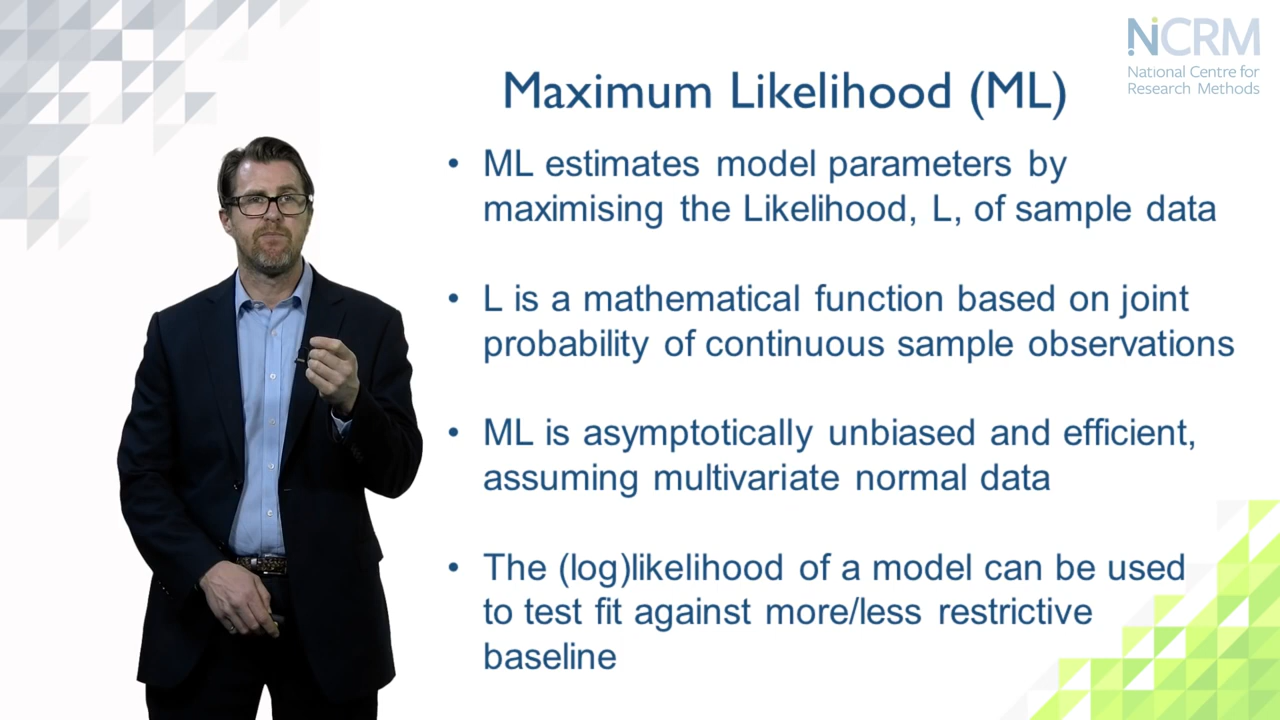 NCRM
National Centre for
Research Methods
Maximum Likelihood (ML)
• ML estimates model parameters by
maximising the Likelihood, L, of sample data
• L is a mathematical function based on joint
probability of continuous sample observations
• ML is asymptotically unbiased and efficient,
assuming multivariate normal data
• The (log)likelihood of a model can be used
to test fit against more/less restrictive
baseline